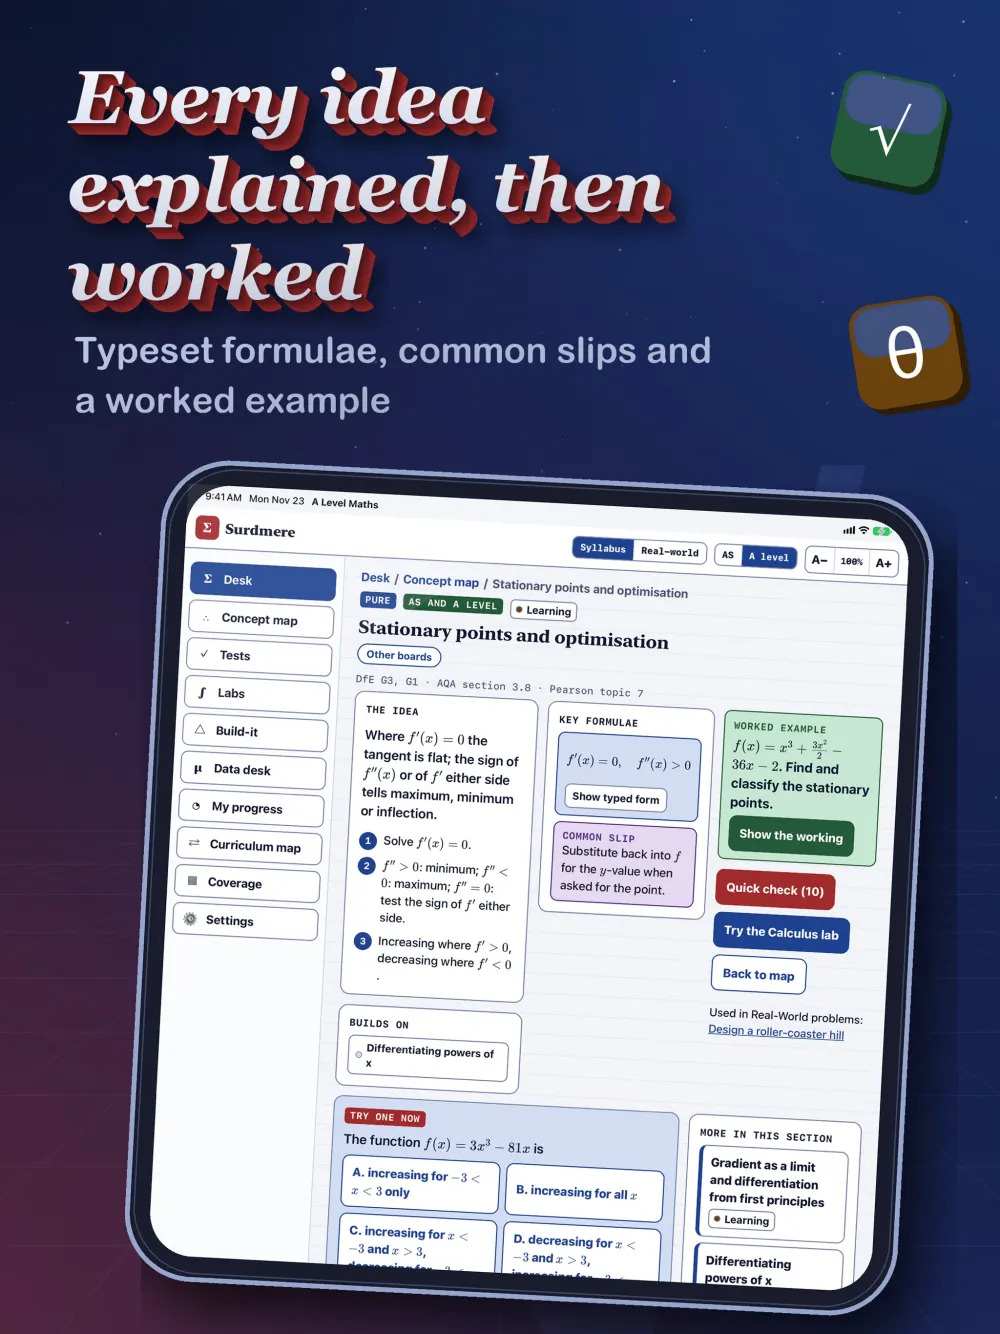 Every idea
explained, then
worked
Typeset formulae, common slips and
a worked example
√
θ
9:41 AM Mon Nov 23 A Level Maths
Σ Surdmere
Syllabus Real-world AS A level A− 100% A+
Σ Desk
Concept map
✓ Tests
∫ Labs
△ Build-it
μ Data desk
My progress
Curriculum map
Coverage
Settings
Desk / Concept map / Stationary points and optimisation
PURE AS AND A LEVEL Learning
Stationary points and optimisation
Other boards
DfE G3, G1 · AQA section 3.8 · Pearson topic 7
THE IDEA
Where f′(x) = 0 the
tangent is flat; the sign of
f″(x) or of f′ either side
tells maximum, minimum
or inflection.
1 Solve f′(x) = 0.
2 f″ > 0: minimum; f″ <
0: maximum; f″ = 0:
test the sign of f′ either
side.
3 Increasing where f′ > 0,
decreasing where f′ < 0
.
BUILDS ON
Differentiating powers of
x
KEY FORMULAE
f′(x) = 0, f″(x) > 0
Show typed form
COMMON SLIP
Substitute back into f
for the y-value when
asked for the point.
WORKED EXAMPLE
f(x) = x³ + 3x²/2 −
36x − 2. Find and
classify the stationary
points.
Show the working
Quick check (10)
Try the Calculus lab
Back to map
Used in Real-World problems:
Design a roller-coaster hill
TRY ONE NOW
The function f(x) = 3x³ − 81x is
A. increasing for −3 <
x < 3 only
B. increasing for all x
C. increasing for x <
−3 and x > 3,
D. decreasing for x <
−3 and x > 3,
MORE IN THIS SECTION
Gradient as a limit
and differentiation
from first principles
Learning
Differentiating
powers of x